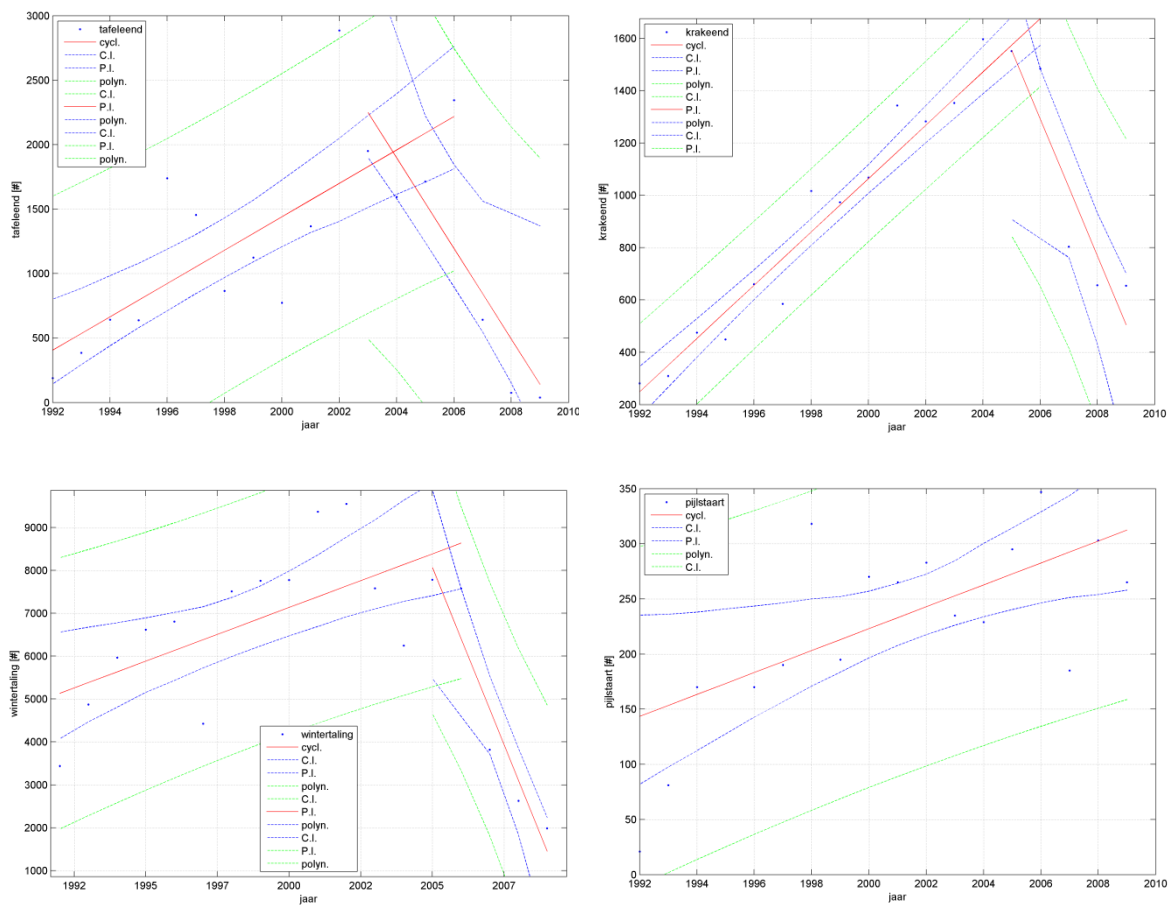 3000
2500
2000
1500
1000
500
0
tafeleend [#]
tafeleend
cycl.
C.I.
P.I.
polyn.
C.I.
P.I.
polyn.
C.I.
P.I.
polyn.
1992 1994 1996 1998 2000 2002 2004 2006 2008 2010
jaar
1600
1400
1200
1000
800
600
400
200
krakeend [#]
krakeend
cycl.
C.I.
P.I.
polyn.
C.I.
P.I.
polyn.
C.I.
P.I.
1992 1994 1996 1998 2000 2002 2004 2006 2008 2010
jaar
9000
8000
7000
6000
5000
4000
3000
2000
1000
wintertaling [#]
wintertaling
cycl.
C.I.
P.I.
polyn.
C.I.
P.I.
polyn.
C.I.
P.I.
polyn.
1992 1995 1997 2000 2002 2005 2007
jaar
350
300
250
200
150
100
50
0
pijlstaart [#]
pijlstaart
cycl.
C.I.
P.I.
polyn.
C.I.
1992 1994 1996 1998 2000 2002 2004 2006 2008 2010
jaar